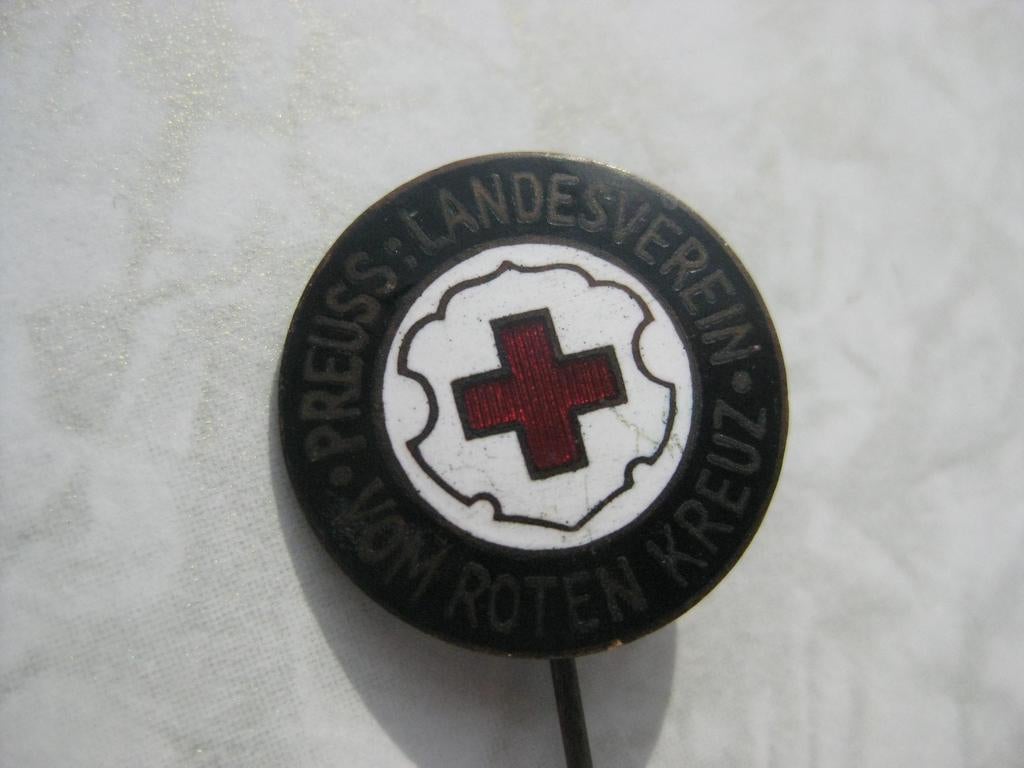 PREUSS: LANDESVEREIN
• VOM ROTEN KREUZ •